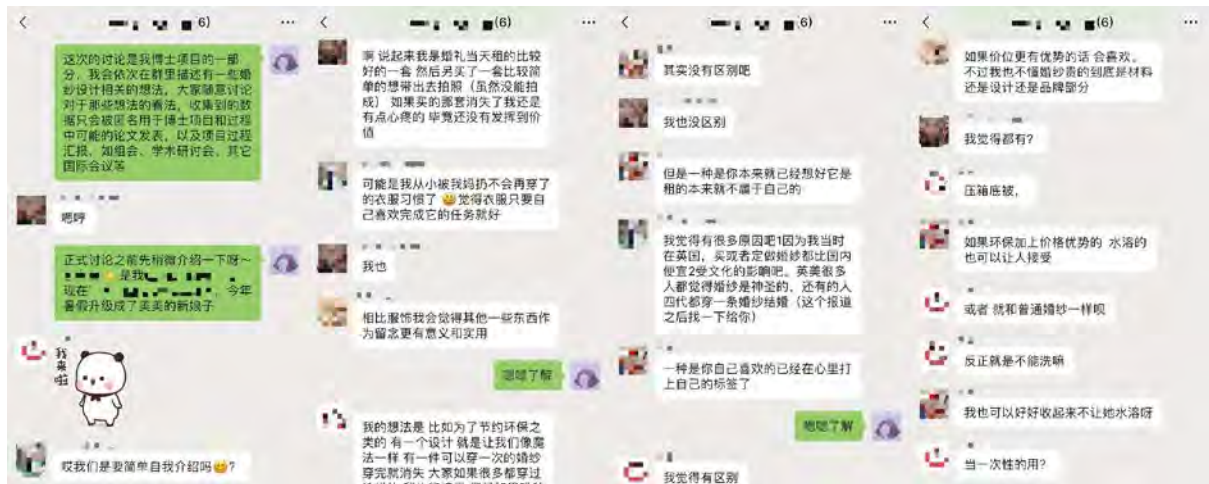 (6)
这次的讨论是我博士项目的一部
分，我会依次在群里描述有一些婚
纱设计相关的想法，大家随意讨论
对于那些想法的看法，收集到的数
据只会被匿名用于博士项目和过程
中可能的论文发表，以及项目过程
汇报，如组会、学术研讨会、其它
国际会议等
嗯哼
正式讨论之前先稍微介绍一下呀～
是我
现在
今年
暑假升级成了美美的新娘子
我来啦
哎我们是要简单自我介绍吗😄？
(6)
啊 说起来我是婚礼当天租的比较
好的一套 然后另买了一套比较简
单的想带出去拍照（虽然没能拍
成） 如果买的那套消失了我还是
有点心疼的 毕竟还没有发挥到价
值
可能是我从小被我妈扔不会再穿了
的衣服习惯了😄觉得衣服只要自
己喜欢完成它的任务就好
我也
相比服饰我会觉得其他一些东西作
为留念更有意义和实用
嗯嗯了解
我的想法是 比如为了节约环保之
类的 有一个设计 就是让我们像魔
法一样 有一件可以穿一次的婚纱
穿完就消失 大家如果很多都穿过
(6)
其实没有区别吧
我也没区别
但是一种是你本来就已经想好它是
租的本来就不属于自己的
我觉得有很多原因吧1因为我当时
在英国，买或者定做婚纱都比国内
便宜2受文化的影响吧。英美很多
人都觉得婚纱是神圣的，还有的人
四代都穿一条婚纱结婚（这个报道
之后找一下给你）
一种是你自己喜欢的已经在心里打
上自己的标签了
嗯嗯了解
我觉得有区别
(6)
如果价位更有优势的话 会喜欢。
不过我也不懂婚纱贵的到底是材料
还是设计还是品牌部分
我觉得都有？
压箱底被，
如果环保加上价格优势的 水溶的
也可以让人接受
或者 就和普通婚纱一样呗
反正就是不能洗嘛
我也可以好好收起来不让她水溶呀
当一次性的用？